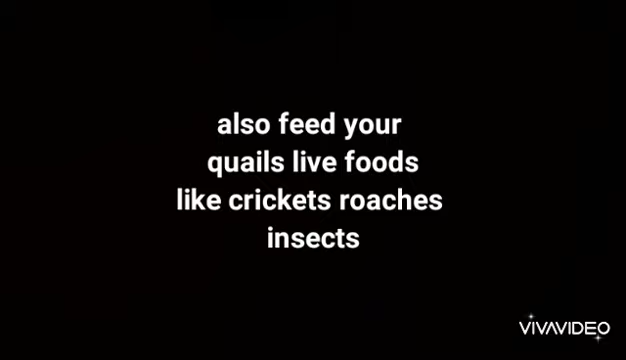 also feed your
quails live foods
like crickets roaches
insects
VIVAVIDEO